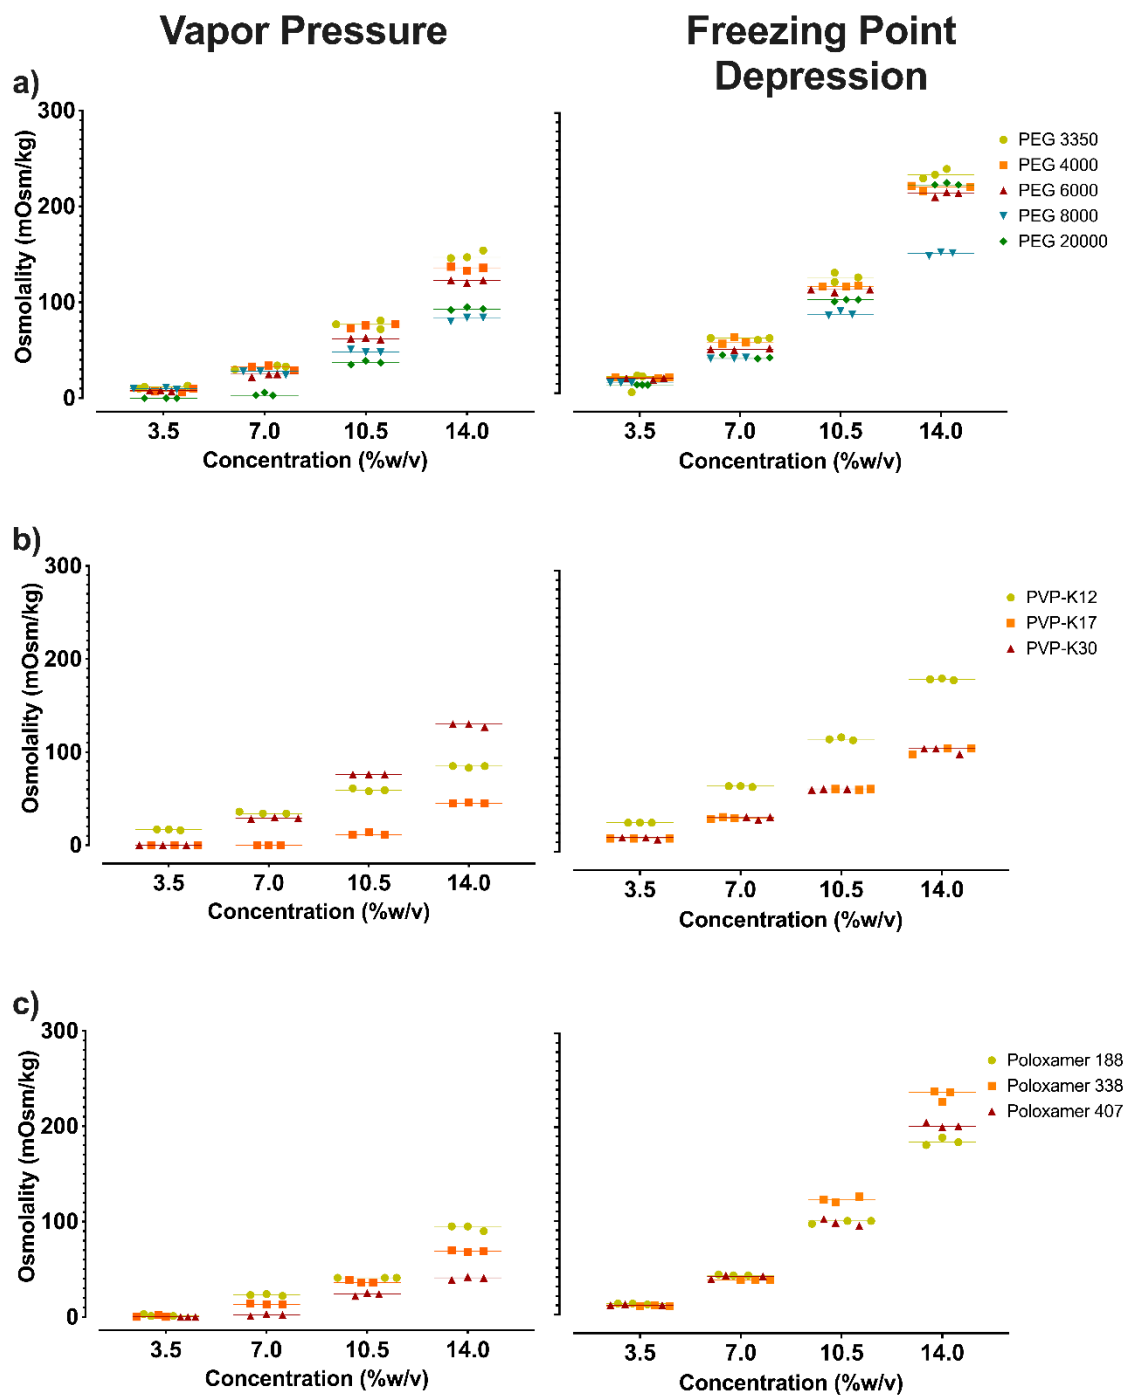 Vapor Pressure
Freezing Point
Depression
a)
300
200
100
0
Osmolality (mOsm/kg)
3.5 7.0 10.5 14.0
Concentration (%w/v)
3.5 7.0 10.5 14.0
Concentration (%w/v)
PEG 3350
PEG 4000
PEG 6000
PEG 8000
PEG 20000
b)
300
200
100
0
Osmolality (mOsm/kg)
3.5 7.0 10.5 14.0
Concentration (%w/v)
3.5 7.0 10.5 14.0
Concentration (%w/v)
PVP-K12
PVP-K17
PVP-K30
c)
300
200
100
0
Osmolality (mOsm/kg)
3.5 7.0 10.5 14.0
Concentration (%w/v)
3.5 7.0 10.5 14.0
Concentration (%w/v)
Poloxamer 188
Poloxamer 338
Poloxamer 407